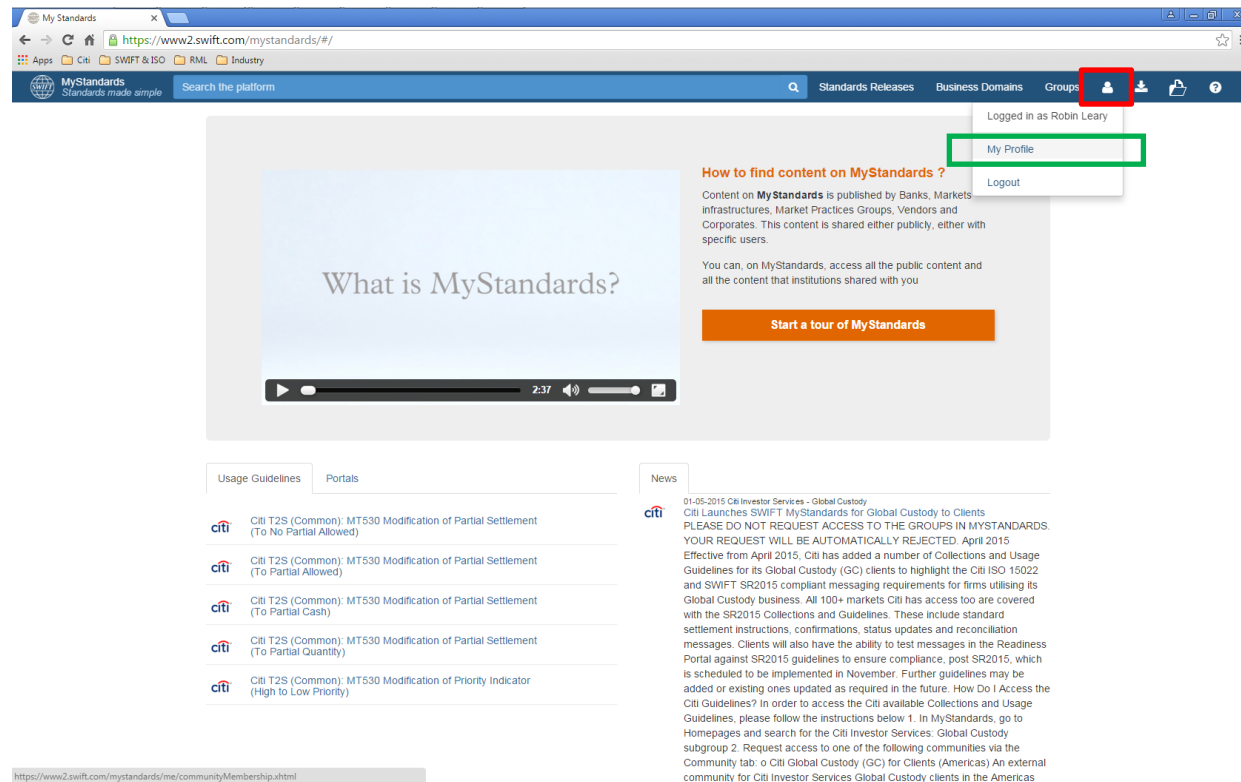 My Standards
https://www2.swift.com/mystandards/#/
Apps Citi SWIFT & ISO RML Industry
SWIFT
MyStandards
Standards made simple
Search the platform
Standards Releases Business Domains Groups
Logged in as Robin Leary
My Profile
Logout
What is MyStandards?
2:37
How to find content on MyStandards ?
Content on MyStandards is published by Banks, Markets
infrastructures, Market Practices Groups, Vendors and
Corporates. This content is shared either publicly, either with
specific users.
You can, on MyStandards, access all the public content and
all the content that institutions shared with you
Start a tour of MyStandards
Usage Guidelines Portals
citi
Citi T2S (Common): MT530 Modification of Partial Settlement
(To No Partial Allowed)
citi
Citi T2S (Common): MT530 Modification of Partial Settlement
(To Partial Allowed)
citi
Citi T2S (Common): MT530 Modification of Partial Settlement
(To Partial Cash)
citi
Citi T2S (Common): MT530 Modification of Partial Settlement
(To Partial Quantity)
citi
Citi T2S (Common): MT530 Modification of Priority Indicator
(High to Low Priority)
News
citi
01-05-2015 Citi Investor Services - Global Custody
Citi Launches SWIFT MyStandards for Global Custody to Clients
PLEASE DO NOT REQUEST ACCESS TO THE GROUPS IN MYSTANDARDS.
YOUR REQUEST WILL BE AUTOMATICALLY REJECTED. April 2015
Effective from April 2015, Citi has added a number of Collections and Usage
Guidelines for its Global Custody (GC) clients to highlight the Citi ISO 15022
and SWIFT SR2015 compliant messaging requirements for firms utilising its
Global Custody business. All 100+ markets Citi has access too are covered
with the SR2015 Collections and Guidelines. These include standard
settlement instructions, confirmations, status updates and reconciliation
messages. Clients will also have the ability to test messages in the Readiness
Portal against SR2015 guidelines to ensure compliance, post SR2015, which
is scheduled to be implemented in November. Further guidelines may be
added or existing ones updated as required in the future. How Do I Access the
Citi Guidelines? In order to access the Citi available Collections and Usage
Guidelines, please follow the instructions below 1. In MyStandards, go to
Homepages and search for the Citi Investor Services: Global Custody
subgroup 2. Request access to one of the following communities via the
Community tab: o Citi Global Custody (GC) for Clients (Americas) An external
community for Citi Investor Services Global Custody clients in the Americas
https://www2.swift.com/mystandards/me/communityMembership.xhtml